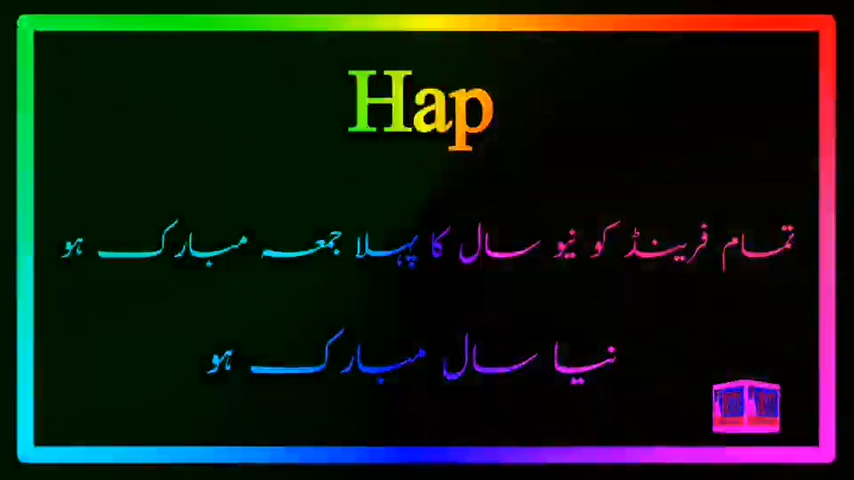 Hap
تمام فرینڈ کو نیو سال کا پہلا جمعہ مبارک ہو
نیا سال مبارک ہو